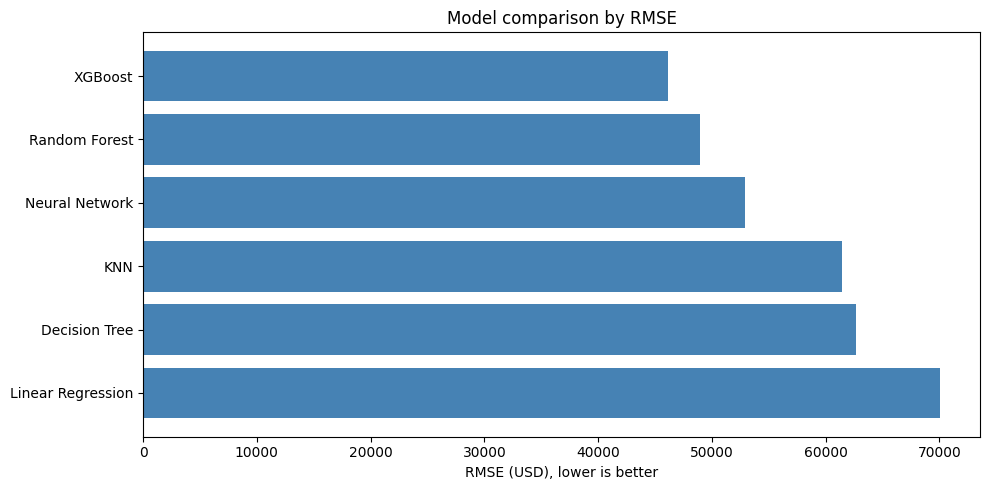 Model comparison by RMSE
XGBoost
Random Forest
Neural Network
KNN
Decision Tree
Linear Regression
0 10000 20000 30000 40000 50000 60000 70000
RMSE (USD), lower is better